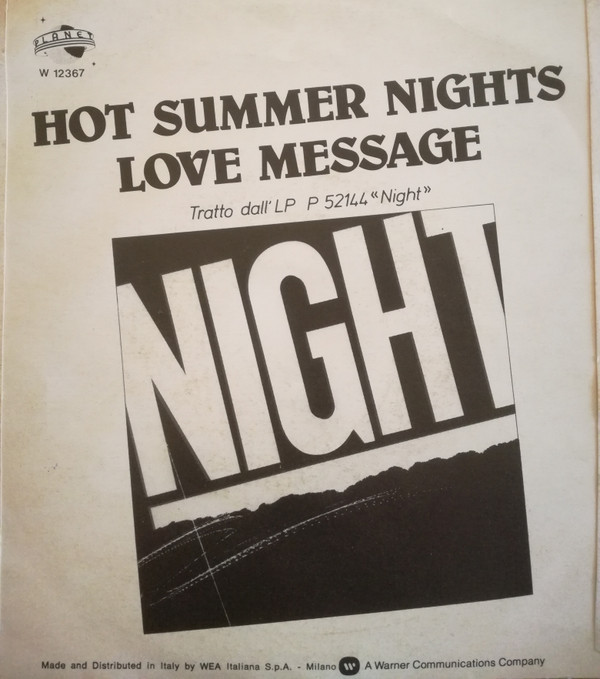 PLANET
W 12367
HOT SUMMER NIGHTS
LOVE MESSAGE
Tratto dall' LP P 52144 «Night»
NIGHT
Made and Distributed in Italy by WEA Italiana S.p.A. - Milano W A Warner Communications Company